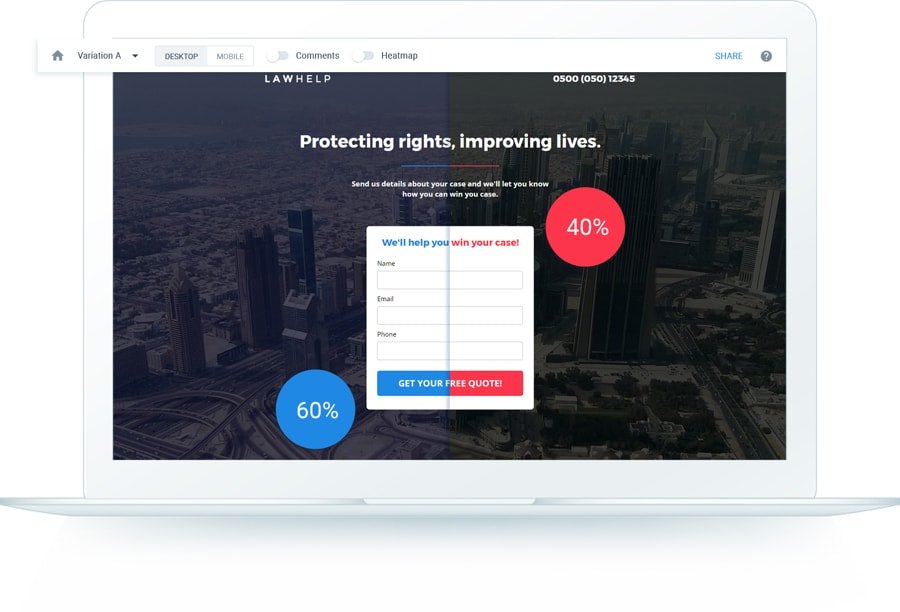 Variation A
DESKTOP MOBILE
Comments
Heatmap
SHARE
?
LAWHELP
0500 (050) 12345
Protecting rights, improving lives.
Send us details about your case and we'll let you know
how you can win your case.
40%
We'll help you win your case!
Name
Email
Phone
GET YOUR FREE QUOTE!
60%